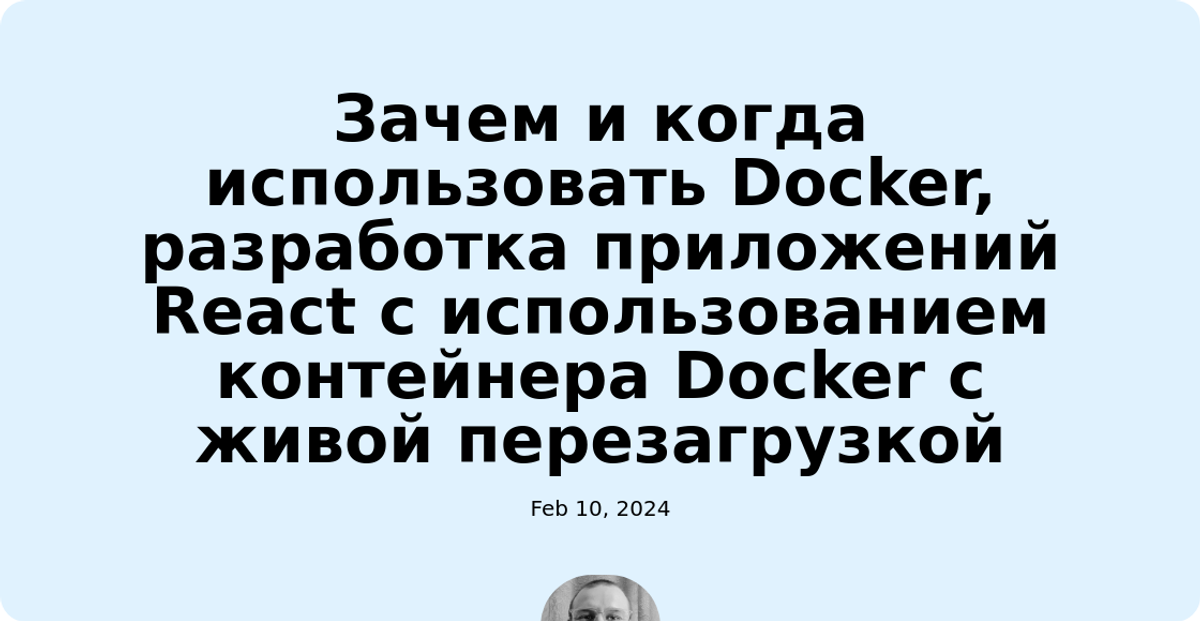 Зачем и когда
использовать Docker,
разработка приложений
React с использованием
контейнера Docker с
живой перезагрузкой
Feb 10, 2024